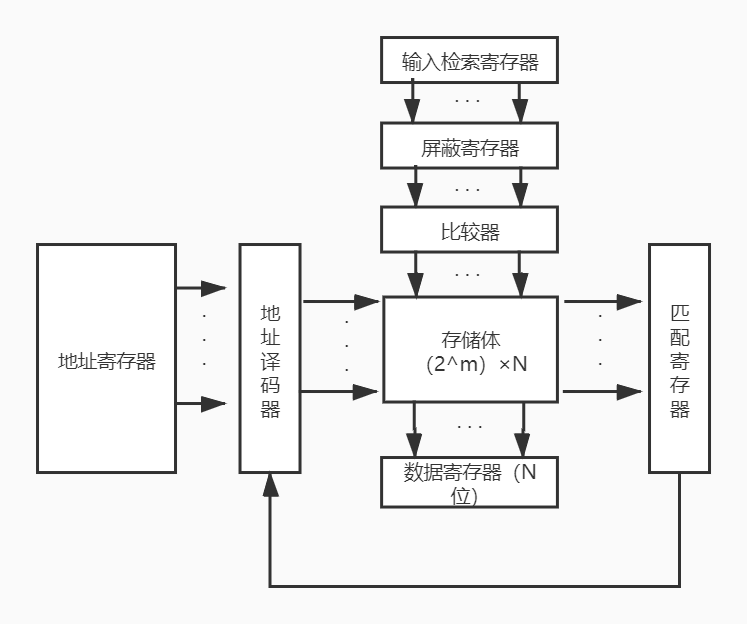 输入检索寄存器
屏蔽寄存器
比较器
地址寄存器
地址译码器
存储体
（2^m）×N
匹配寄存器
数据寄存器（N
位）